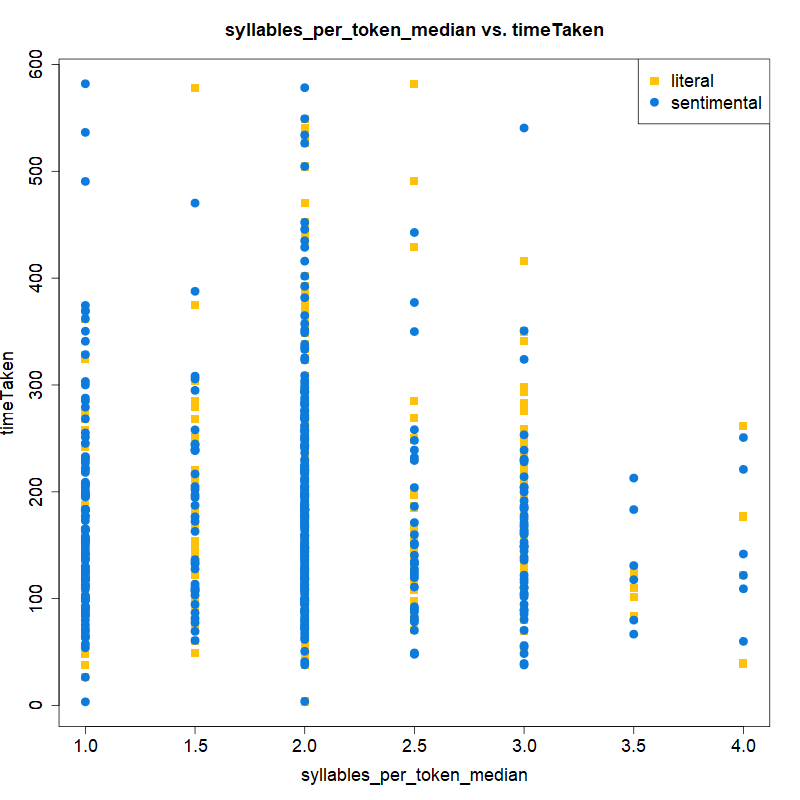 syllables_per_token_median vs. timeTaken
literal
sentimental
600
500
400
300
200
100
0
timeTaken
1.0 1.5 2.0 2.5 3.0 3.5 4.0
syllables_per_token_median